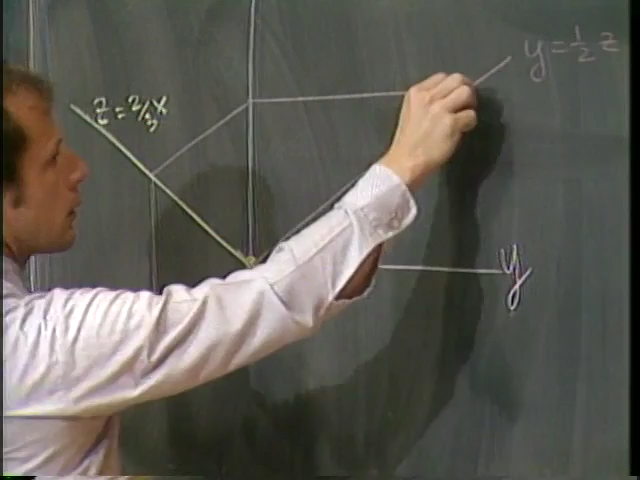 z = 2/3 x
y = 1/2 z
y